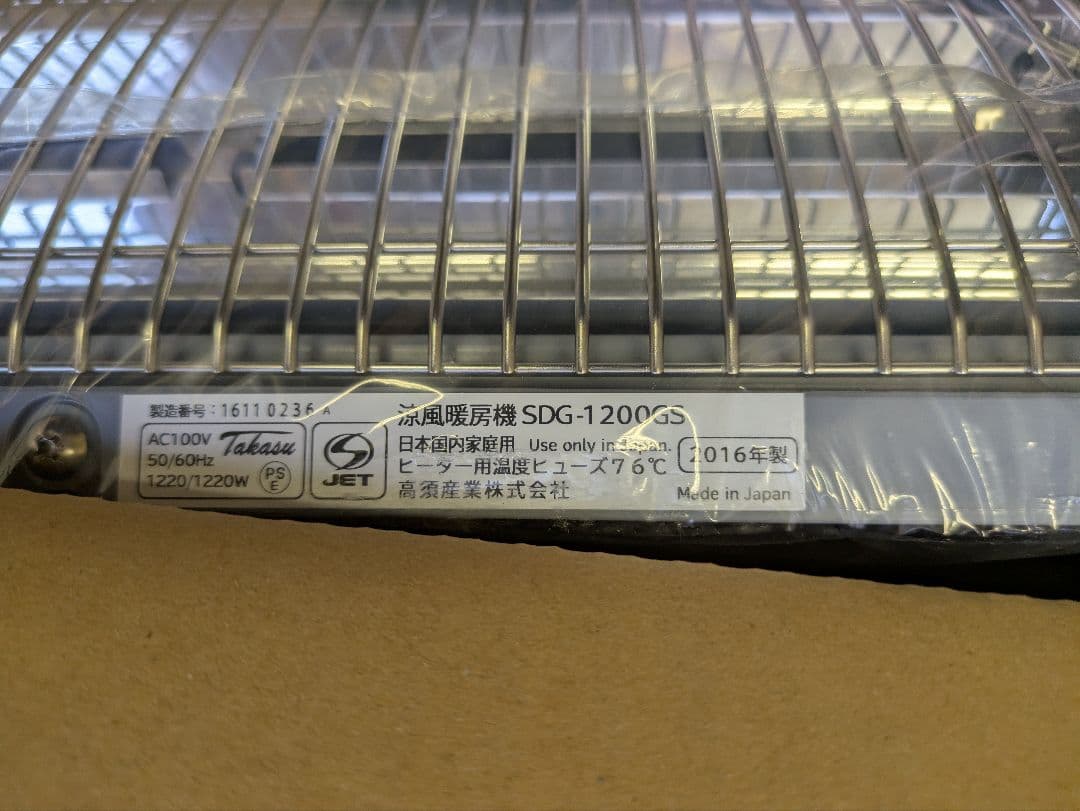 製造番号:16110236 A
AC100V Takasu
50/60Hz
1220/1220W PS E
JET
涼風暖房機 SDG-1200GS
日本国内家庭用 Use only in Japan.
ヒーター用温度ヒューズ76℃
2016年製
高須産業株式会社
Made in Japan